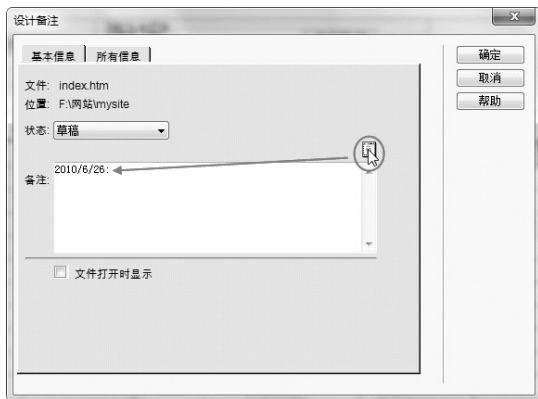 设计备注
基本信息 所有信息
确定
取消
帮助
文件: index.htm
位置: F:\网站\mysite
状态: 草稿
备注: 2010/6/26:
文件打开时显示